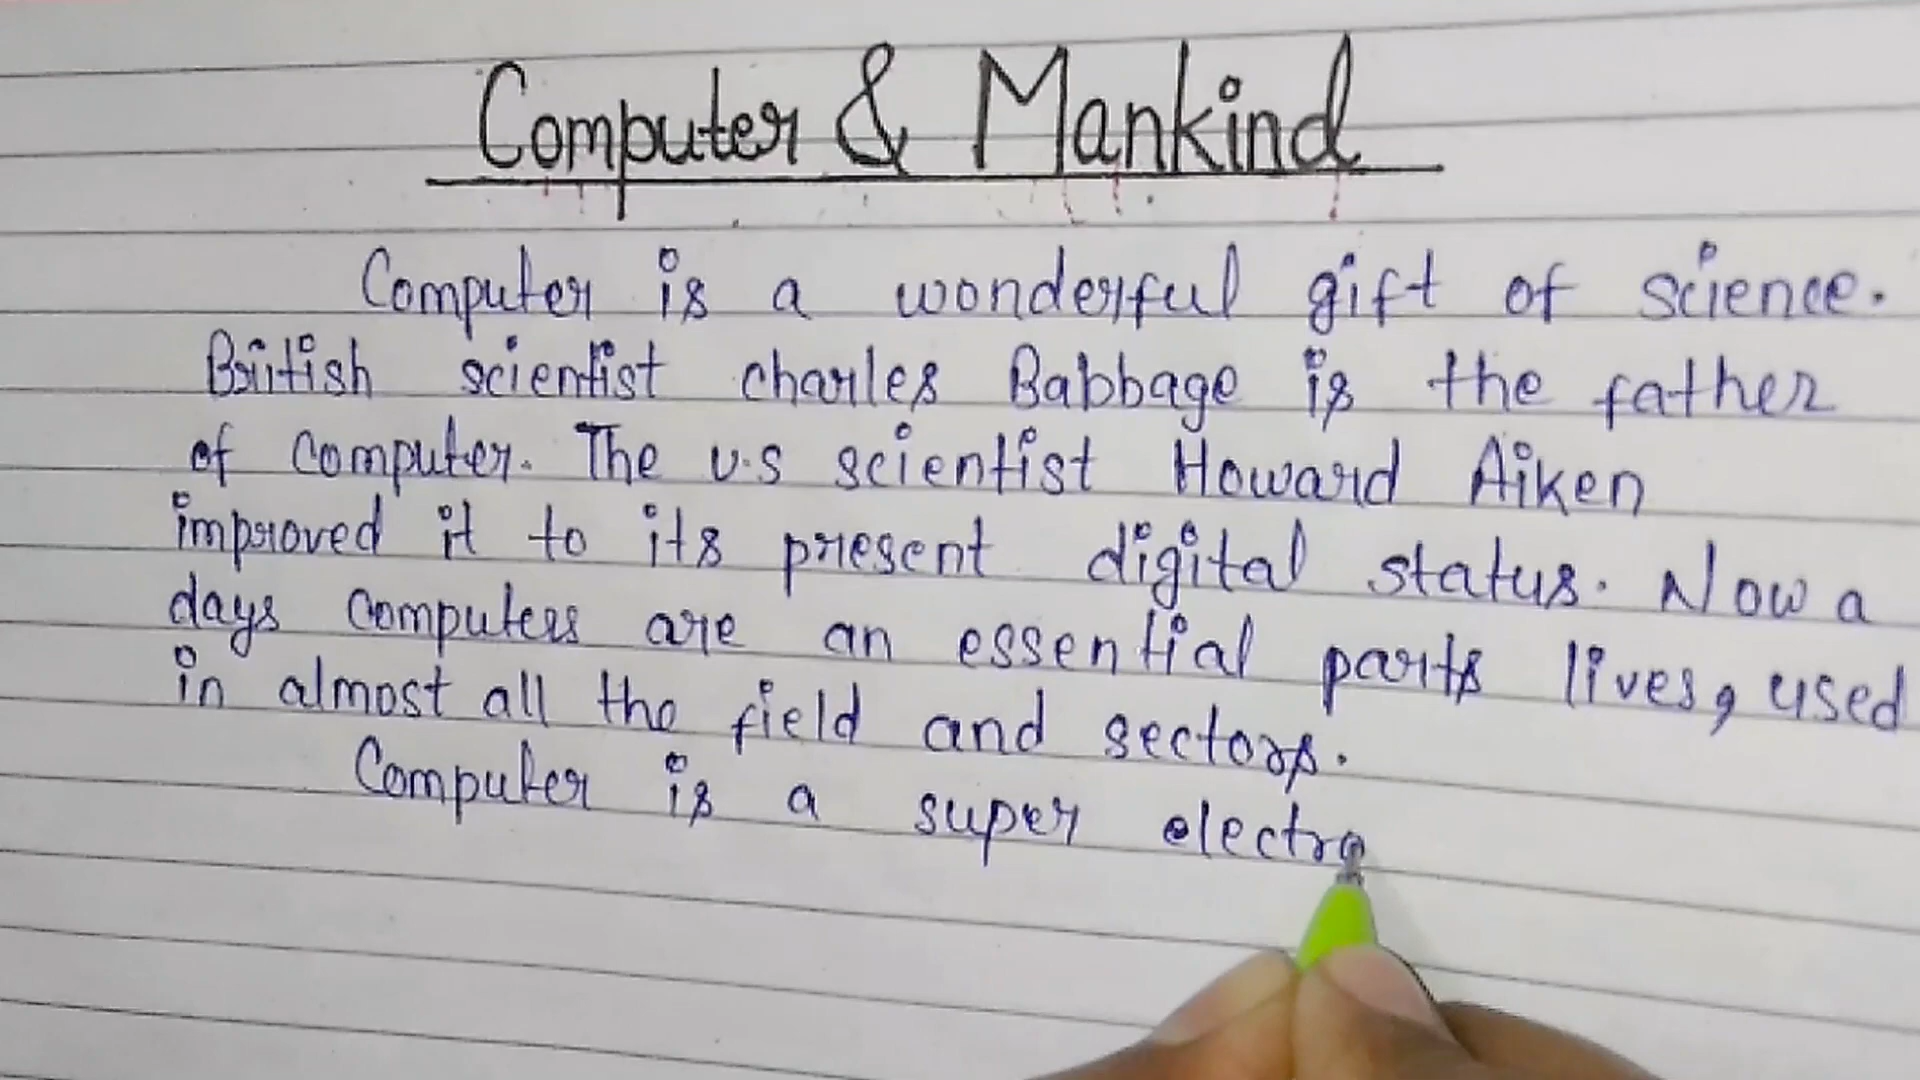 Computer & Mankind
Computer is a wonderful gift of science.
British scientist charles Babbage is the father
of computer. The U.S scientist Howard Aiken
improved it to its present digital status. Now a
days computers are an essential parts lives, used
in almost all the field and sectors.
Computer is a super electro